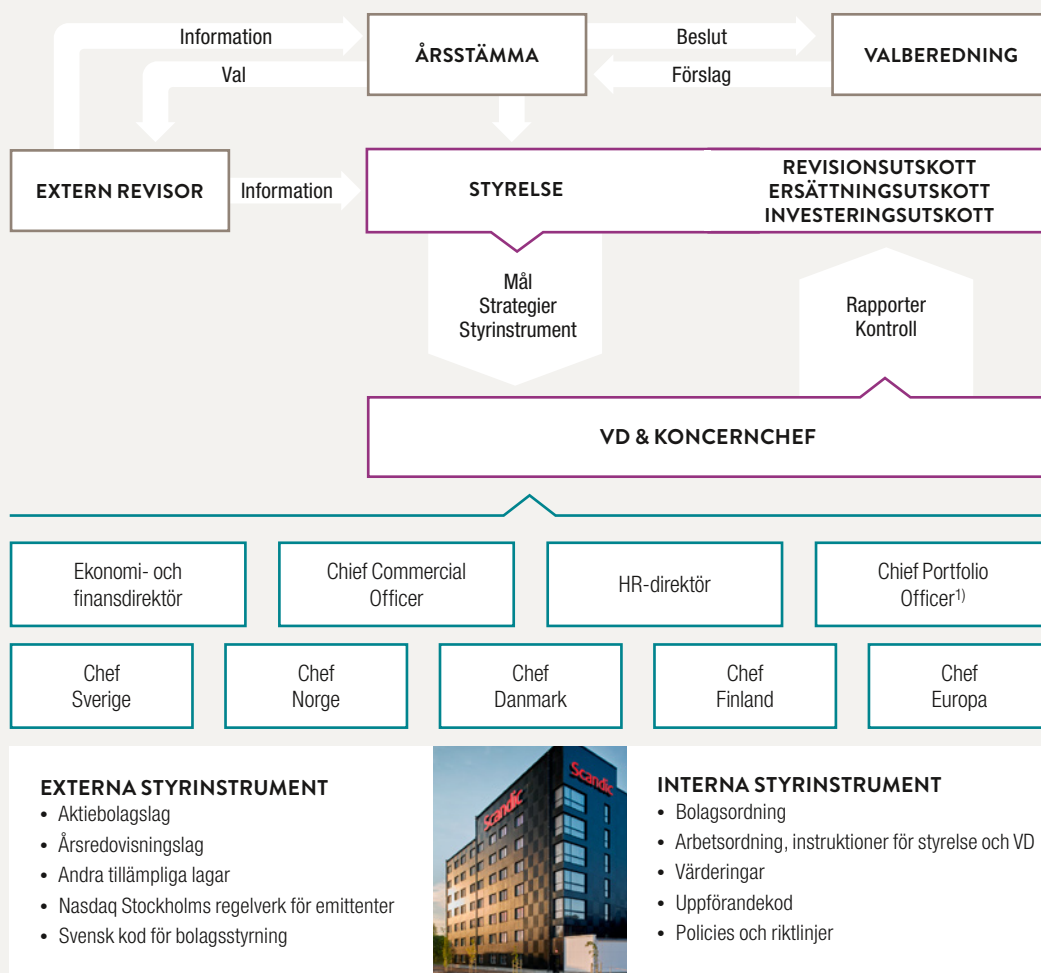 Information
ÅRSSTÄMMA
Beslut
VALBEREDNING
Val
Förslag
EXTERN REVISOR
Information
STYRELSE
REVISIONSUTSKOTT
ERSÄTTNINGSUTSKOTT
INVESTERINGSUTSKOTT
Mål
Strategier
Styrinstrument
Rapporter
Kontroll
VD & KONCERNCHEF
Ekonomi- och
finansdirektör
Chief Commercial
Officer
HR-direktör
Chief Portfolio
Officer1)
Chef
Sverige
Chef
Norge
Chef
Danmark
Chef
Finland
Chef
Europa
EXTERNA STYRINSTRUMENT
• Aktiebolagslag
• Årsredovisningslag
• Andra tillämpliga lagar
• Nasdaq Stockholms regelverk för emittenter
• Svensk kod för bolagsstyrning
Scandic
Scandic
INTERNA STYRINSTRUMENT
• Bolagsordning
• Arbetsordning, instruktioner för styrelse och VD
• Värderingar
• Uppförandekod
• Policies och riktlinjer